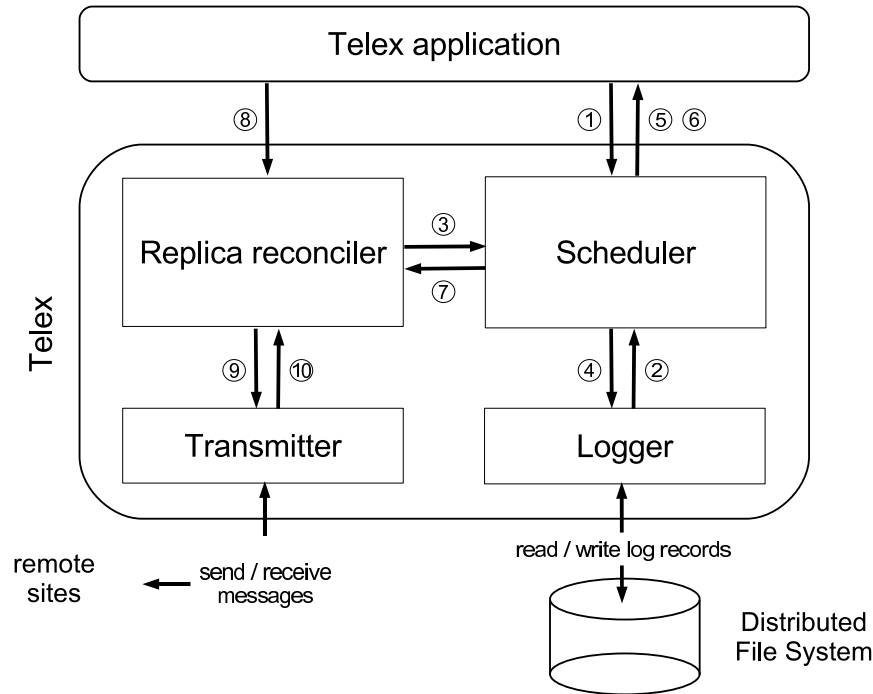 Telex application
⑧
①
⑤ ⑥
Replica reconciler
③
⑦
Scheduler
Telex
⑨
⑩
④
②
Transmitter
Logger
remote
sites
send / receive
messages
read / write log records
Distributed
File System